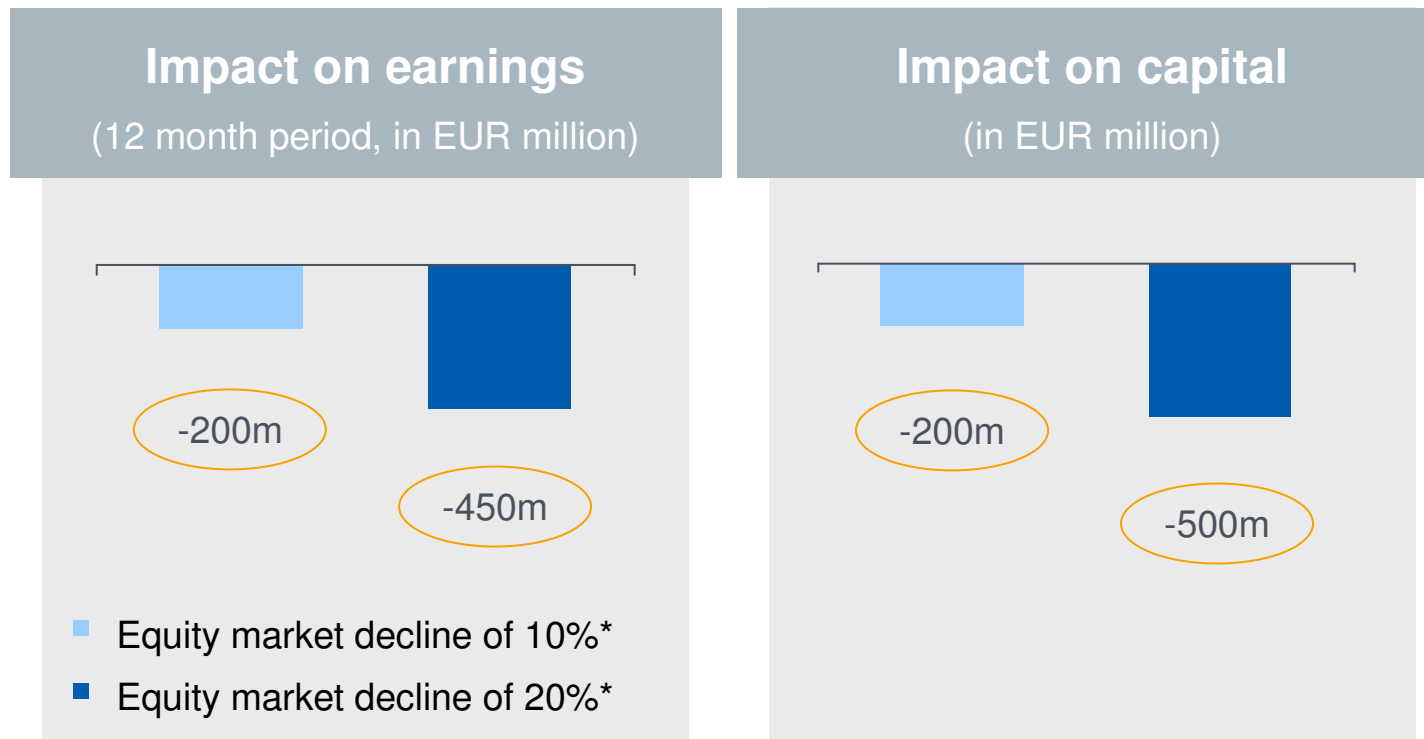 Impact on earnings
(12 month period, in EUR million)
-200m
-450m
Equity market decline of 10%*
Equity market decline of 20%*
Impact on capital
(in EUR million)
-200m
-500m